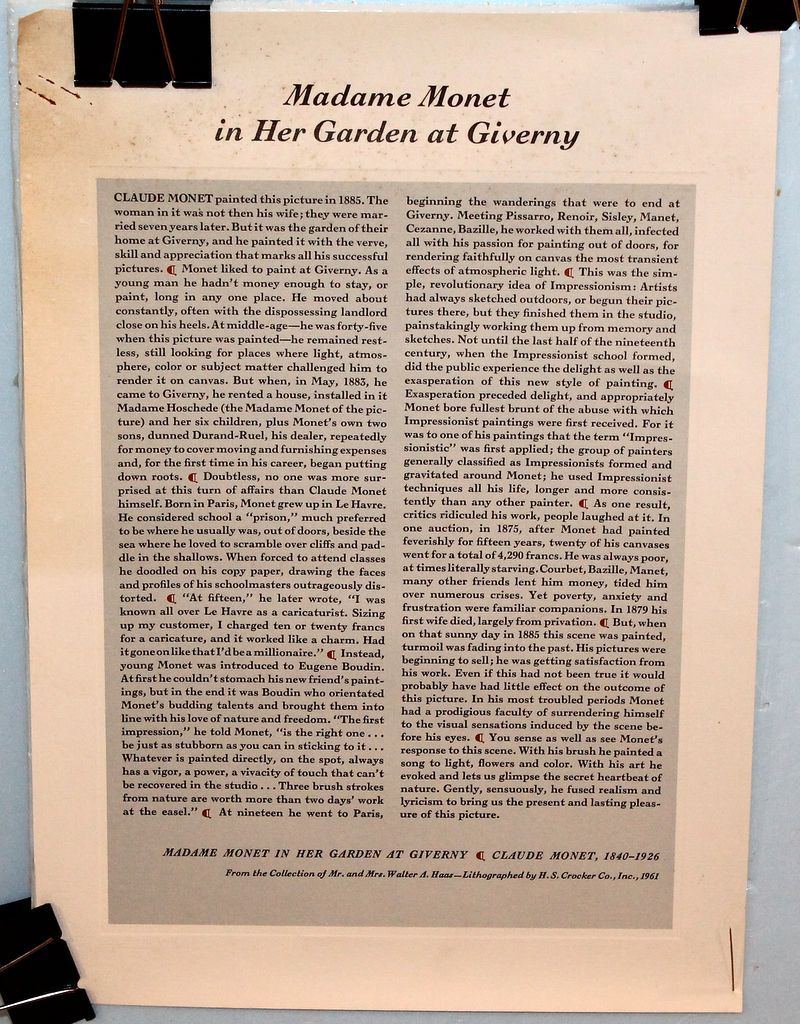 Madame Monet
in Her Garden at Giverny
CLAUDE MONET painted this picture in 1885. The
woman in it was not then his wife; they were mar-
ried seven years later. But it was the garden of their
home at Giverny, and he painted it with the verve,
skill and appreciation that marks all his successful
pictures. ¶ Monet liked to paint at Giverny. As a
young man he hadn't money enough to stay, or
paint, long in any one place. He moved about
constantly, often with the dispossessing landlord
close on his heels. At middle-age—he was forty-five
when this picture was painted—he remained rest-
less, still looking for places where light, atmos-
phere, color or subject matter challenged him to
render it on canvas. But when, in May, 1883, he
came to Giverny, he rented a house, installed in it
Madame Hoschede (the Madame Monet of the pic-
ture) and her six children, plus Monet's own two
sons, dunned Durand-Ruel, his dealer, repeatedly
for money to cover moving and furnishing expenses
and, for the first time in his career, began putting
down roots. ¶ Doubtless, no one was more sur-
prised at this turn of affairs than Claude Monet
himself. Born in Paris, Monet grew up in Le Havre.
He considered school a "prison," much preferred
to be where he usually was, out of doors, beside the
sea where he loved to scramble over cliffs and pad-
dle in the shallows. When forced to attend classes
he doodled on his copy paper, drawing the faces
and profiles of his schoolmasters outrageously dis-
torted. ¶ "At fifteen," he later wrote, "I was
known all over Le Havre as a caricaturist. Sizing
up my customer, I charged ten or twenty francs
for a caricature, and it worked like a charm. Had
it gone on like that I'd be a millionaire." ¶ Instead,
young Monet was introduced to Eugene Boudin.
At first he couldn't stomach his new friend's paint-
ings, but in the end it was Boudin who orientated
Monet's budding talents and brought them into
line with his love of nature and freedom. "The first
impression," he told Monet, "is the right one . . .
be just as stubborn as you can in sticking to it . . .
Whatever is painted directly, on the spot, always
has a vigor, a power, a vivacity of touch that can't
be recovered in the studio . . . Three brush strokes
from nature are worth more than two days' work
at the easel." ¶ At nineteen he went to Paris,
beginning the wanderings that were to end at
Giverny. Meeting Pissarro, Renoir, Sisley, Manet,
Cezanne, Bazille, he worked with them all, infected
all with his passion for painting out of doors, for
rendering faithfully on canvas the most transient
effects of atmospheric light. ¶ This was the sim-
ple, revolutionary idea of Impressionism: Artists
had always sketched outdoors, or begun their pic-
tures there, but they finished them in the studio,
painstakingly working them up from memory and
sketches. Not until the last half of the nineteenth
century, when the Impressionist school formed,
did the public experience the delight as well as the
exasperation of this new style of painting. ¶
Exasperation preceded delight, and appropriately
Monet bore fullest brunt of the abuse with which
Impressionist paintings were first received. For it
was to one of his paintings that the term "Impres-
sionistic" was first applied; the group of painters
generally classified as Impressionists formed and
gravitated around Monet; he used Impressionist
techniques all his life, longer and more consis-
tently than any other painter. ¶ As one result,
critics ridiculed his work, people laughed at it. In
one auction, in 1875, after Monet had painted
feverishly for fifteen years, twenty of his canvases
went for a total of 4,290 francs. He was always poor,
at times literally starving. Courbet, Bazille, Manet,
many other friends lent him money, tided him
over numerous crises. Yet poverty, anxiety and
frustration were familiar companions. In 1879 his
first wife died, largely from privation. ¶ But, when
on that sunny day in 1885 this scene was painted,
turmoil was fading into the past. His pictures were
beginning to sell; he was getting satisfaction from
his work. Even if this had not been true it would
probably have had little effect on the outcome of
this picture. In his most troubled periods Monet
had a prodigious faculty of surrendering himself
to the visual sensations induced by the scene be-
fore his eyes. ¶ You sense as well as see Monet's
response to this scene. With his brush he painted a
song to light, flowers and color. With his art he
evoked and lets us glimpse the secret heartbeat of
nature. Gently, sensuously, he fused realism and
lyricism to bring us the present and lasting pleas-
ure of this picture.
MADAME MONET IN HER GARDEN AT GIVERNY ¶ CLAUDE MONET, 1840–1926
From the Collection of Mr. and Mrs. Walter A. Haas—Lithographed by H. S. Crocker Co., Inc., 1961